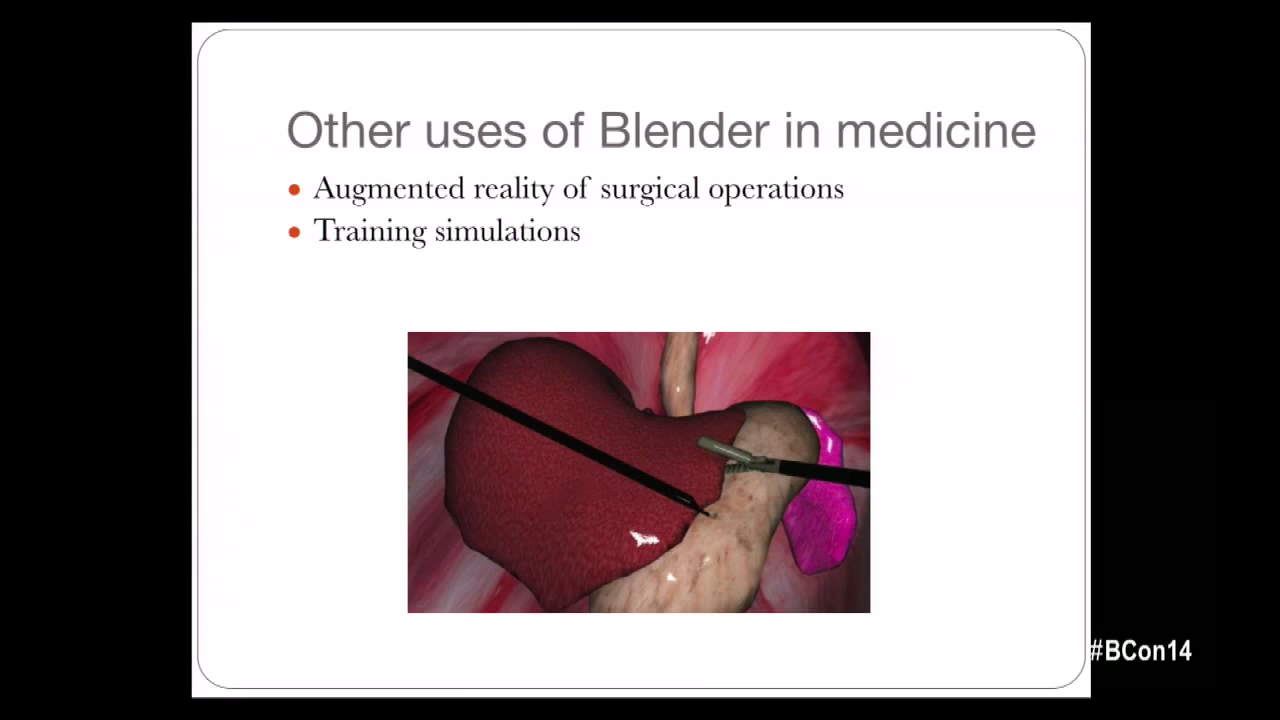 Other uses of Blender in medicine
Augmented reality of surgical operations
Training simulations
#BCon14